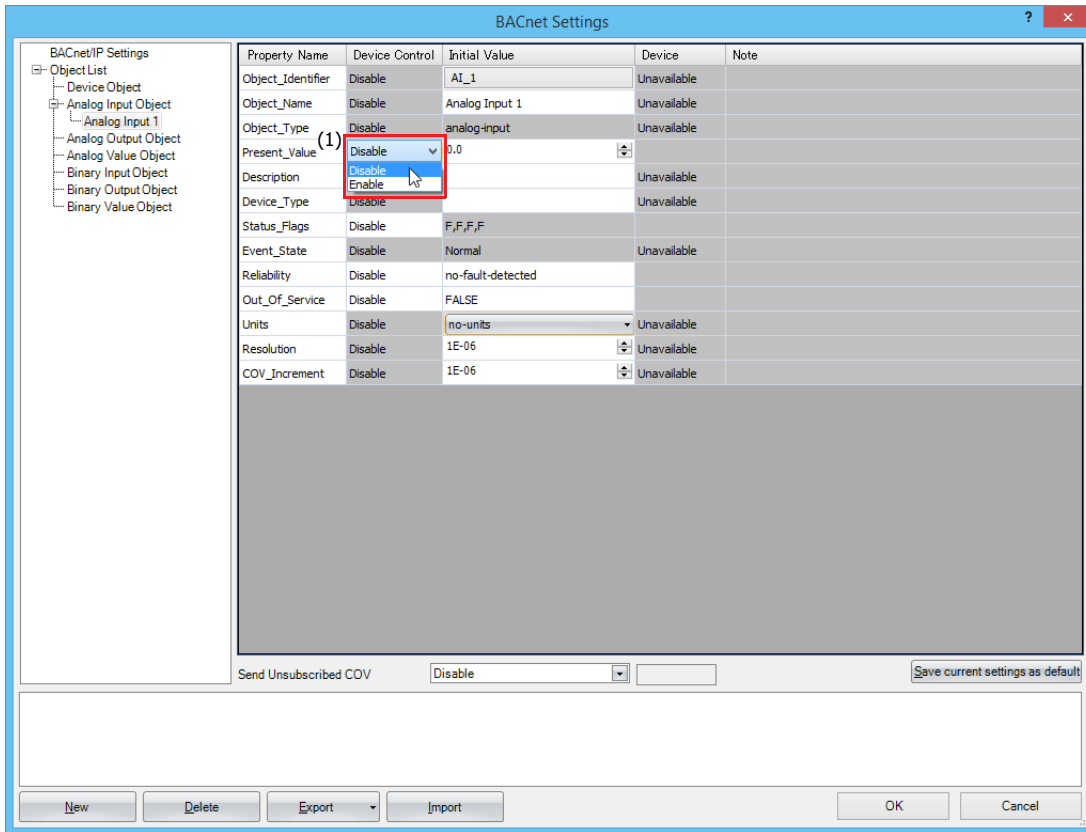 BACnet Settings
?
×
BACnet/IP Settings
Object List
Device Object
Analog Input Object
Analog Input 1
Analog Output Object
Analog Value Object
Binary Input Object
Binary Output Object
Binary Value Object
Property Name Device Control Initial Value Device Note
Object_Identifier Disable AI_1 Unavailable
Object_Name Disable Analog Input 1 Unavailable
Object_Type Disable analog-input Unavailable
(1)
Present_Value Disable 0.0
Disable
Enable
Description Unavailable
Device_Type Disable Unavailable
Status_Flags Disable F,F,F,F
Event_State Disable Normal Unavailable
Reliability Disable no-fault-detected
Out_Of_Service Disable FALSE
Units Disable no-units Unavailable
Resolution Disable 1E-06 Unavailable
COV_Increment Disable 1E-06 Unavailable
Send Unsubscribed COV Disable Save current settings as default
New Delete Export Import OK Cancel